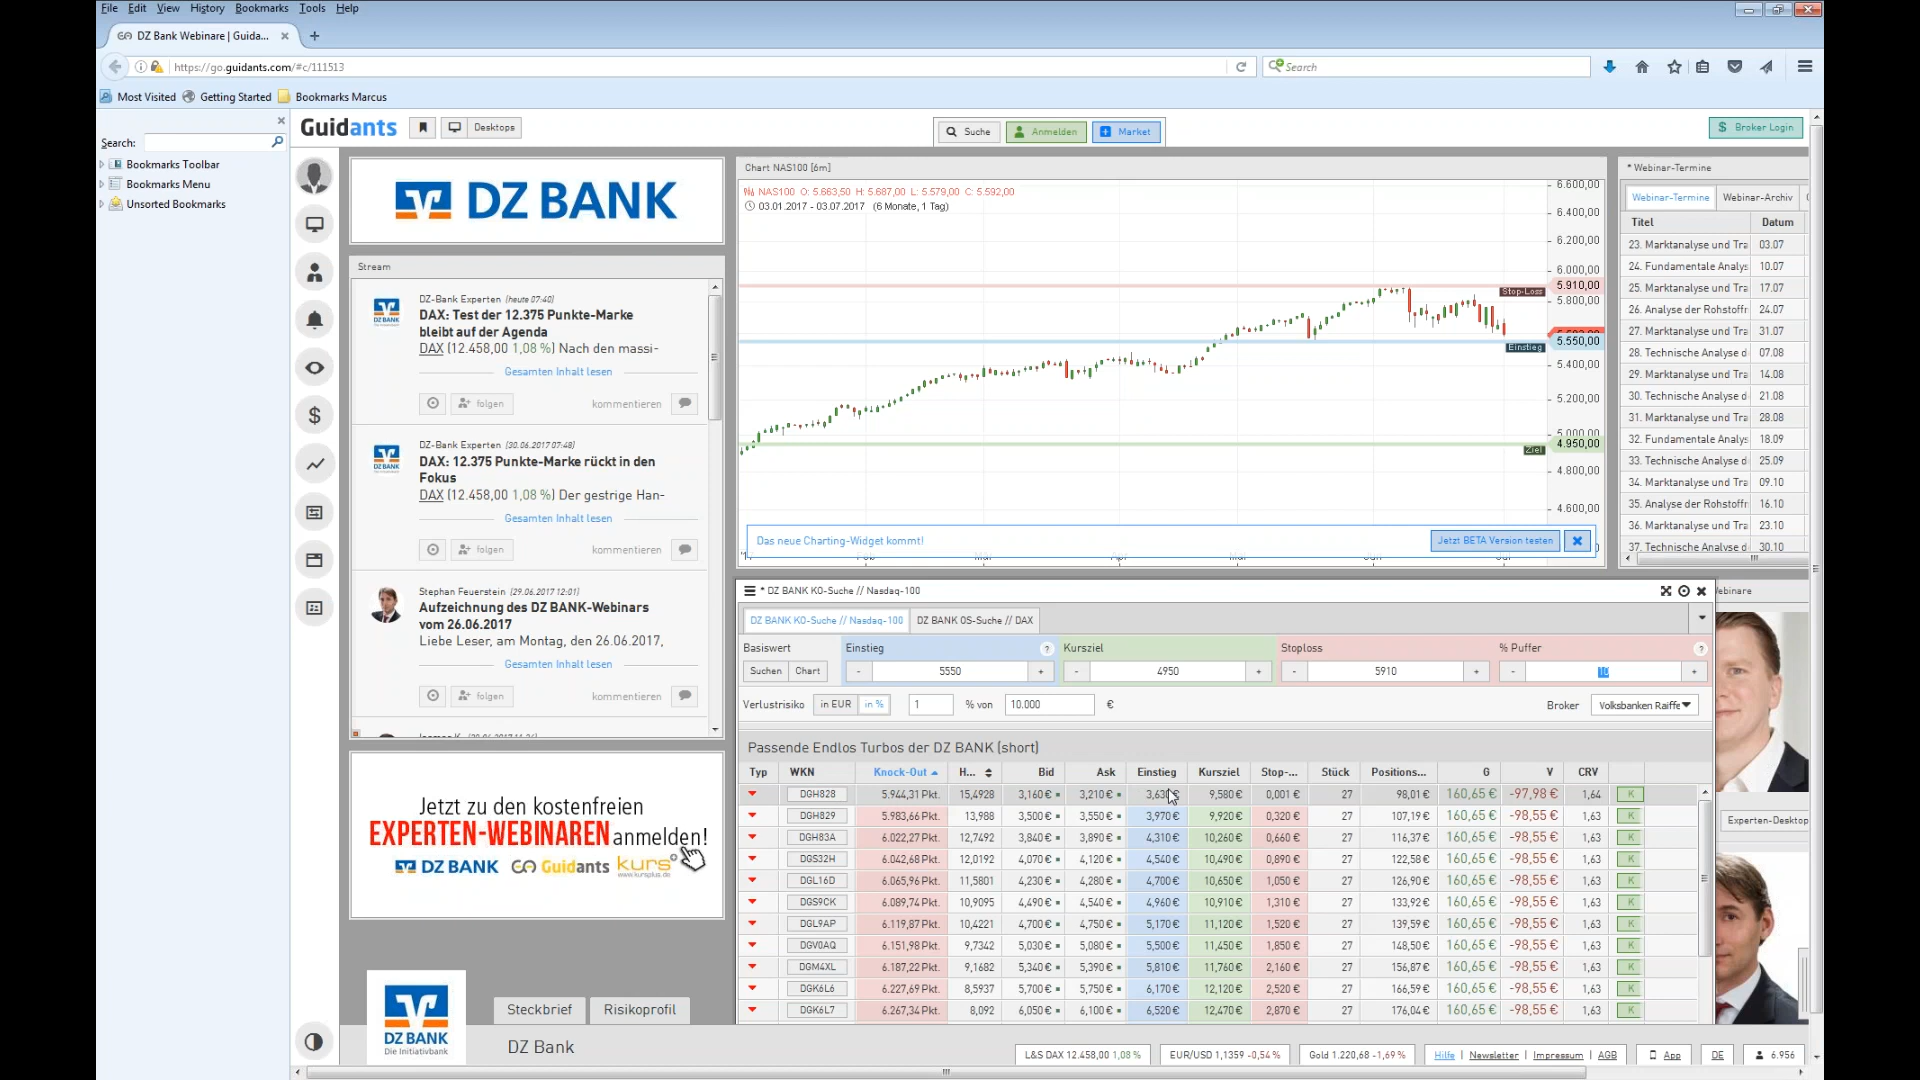 File Edit View History Bookmarks Tools Help
DZ Bank Webinare | Guida...
https://go.guidants.com/#c/111513
Search
Most Visited Getting Started Bookmarks Marcus
Search:
Bookmarks Toolbar
Bookmarks Menu
Unsorted Bookmarks
Guidants Desktops
Suche Anmelden Market
Broker Login
DZ BANK
Stream
DZ-Bank Experten (heute 07:40)
DAX: Test der 12.375 Punkte-Marke
bleibt auf der Agenda
DAX (12.458,00 1,08 %) Nach den massi-
Gesamten Inhalt lesen
folgen kommentieren
DZ-Bank Experten (30.06.2017 07:48)
DAX: 12.375 Punkte-Marke rückt in den
Fokus
DAX (12.458,00 1,08 %) Der gestrige Han-
Gesamten Inhalt lesen
folgen kommentieren
Stephan Feuerstein (29.06.2017 12:01)
Aufzeichnung des DZ BANK-Webinars
vom 26.06.2017
Liebe Leser, am Montag, den 26.06.2017,
Gesamten Inhalt lesen
folgen kommentieren
Jetzt zu den kostenfreien
EXPERTEN-WEBINAREN anmelden!
DZ BANK Guidants kurs+
www.kursplus.de
DZ BANK
Die Initiativbank
Steckbrief Risikoprofil
DZ Bank
Chart NAS100 [6m]
NAS100 O: 5.663,50 H: 5.687,00 L: 5.579,00 C: 5.592,00
03.01.2017 - 03.07.2017 (6 Monate, 1 Tag)
6.600,00
6.400,00
6.200,00
6.000,00
Stop-Loss 5.910,00
5.800,00
Einstieg 5.550,00
5.400,00
5.200,00
5.000,00
Ziel 4.950,00
4.800,00
4.600,00
Das neue Charting-Widget kommt! Jetzt BETA Version testen
* Webinar-Termine
Webinar-Termine Webinar-Archiv
Titel Datum
23. Marktanalyse und Tra 03.07
24. Fundamentale Analys 10.07
25. Marktanalyse und Tra 17.07
26. Analyse der Rohstoffr 24.07
27. Marktanalyse und Tra 31.07
28. Technische Analyse d 07.08
29. Marktanalyse und Tra 14.08
30. Technische Analyse d 21.08
31. Marktanalyse und Tra 28.08
32. Fundamentale Analys 18.09
33. Technische Analyse d 25.09
34. Marktanalyse und Tra 09.10
35. Analyse der Rohstoffr 16.10
36. Marktanalyse und Tra 23.10
37. Technische Analyse d 30.10
* DZ BANK KO-Suche // Nasdaq-100
DZ BANK KO-Suche // Nasdaq-100 DZ BANK OS-Suche // DAX
Basiswert Einstieg ? Kursziel Stoploss % Puffer ?
Suchen Chart - 5550 + - 4950 + - 5910 + - 10 +
Verlustrisiko in EUR in % 1 % von 10.000 € Broker Volksbanken Raiffe
Passende Endlos Turbos der DZ BANK (short)
Typ WKN Knock-Out H... Bid Ask Einstieg Kursziel Stop-... Stück Positions... G V CRV
DGH828 5.944,31 Pkt. 15,4928 3,160 € 3,210 € 3,630 € 9,580 € 0,001 € 27 98,01 € 160,65 € -97,98 € 1,64 K
DGH829 5.983,66 Pkt. 13,988 3,500 € 3,550 € 3,970 € 9,920 € 0,320 € 27 107,19 € 160,65 € -98,55 € 1,63 K
DGH83A 6.022,27 Pkt. 12,7492 3,840 € 3,890 € 4,310 € 10,260 € 0,660 € 27 116,37 € 160,65 € -98,55 € 1,63 K
DGS32H 6.042,68 Pkt. 12,0192 4,070 € 4,120 € 4,540 € 10,490 € 0,890 € 27 122,58 € 160,65 € -98,55 € 1,63 K
DGL16D 6.065,96 Pkt. 11,5801 4,230 € 4,280 € 4,700 € 10,650 € 1,050 € 27 126,90 € 160,65 € -98,55 € 1,63 K
DGS9CK 6.089,74 Pkt. 10,9095 4,490 € 4,540 € 4,960 € 10,910 € 1,310 € 27 133,92 € 160,65 € -98,55 € 1,63 K
DGL9AP 6.119,87 Pkt. 10,4221 4,700 € 4,750 € 5,170 € 11,120 € 1,520 € 27 139,59 € 160,65 € -98,55 € 1,63 K
DGV0AQ 6.151,98 Pkt. 9,7342 5,030 € 5,080 € 5,500 € 11,450 € 1,850 € 27 148,50 € 160,65 € -98,55 € 1,63 K
DGM4XL 6.187,22 Pkt. 9,1682 5,340 € 5,390 € 5,810 € 11,760 € 2,160 € 27 156,87 € 160,65 € -98,55 € 1,63 K
DGK6L6 6.227,69 Pkt. 8,5937 5,700 € 5,750 € 6,170 € 12,120 € 2,520 € 27 166,59 € 160,65 € -98,55 € 1,63 K
DGK6L7 6.267,34 Pkt. 8,092 6,050 € 6,100 € 6,520 € 12,470 € 2,870 € 27 176,04 € 160,65 € -98,55 € 1,63 K
Experten-Desktop
L&S DAX 12.458,00 1,08 % EUR/USD 1,1359 -0,54 % Gold 1.220,68 -1,69 % Hilfe | Newsletter | Impressum | AGB App DE 6.956